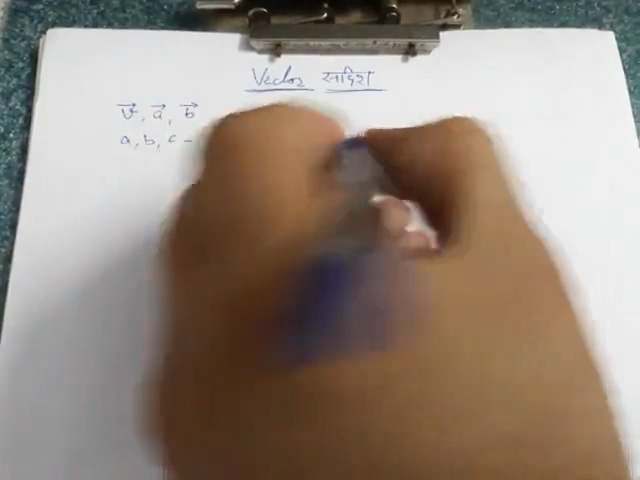 Vector सदिश
v⃗, a⃗, b⃗
a, b, c -